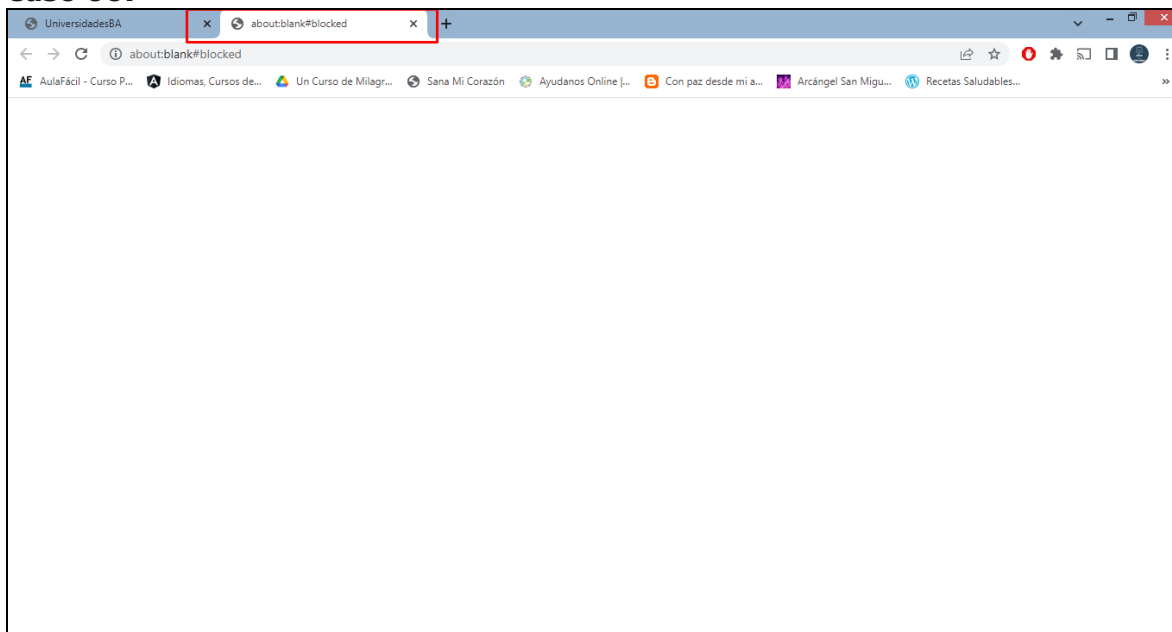 UniversidadesBA about:blank#blocked
about:blank#blocked
AF AulaFácil - Curso P... Idiomas, Cursos de... Un Curso de Milagr... Sana Mi Corazón Ayudanos Online |... Con paz desde mi a... Arcángel San Migu... Recetas Saludables... »